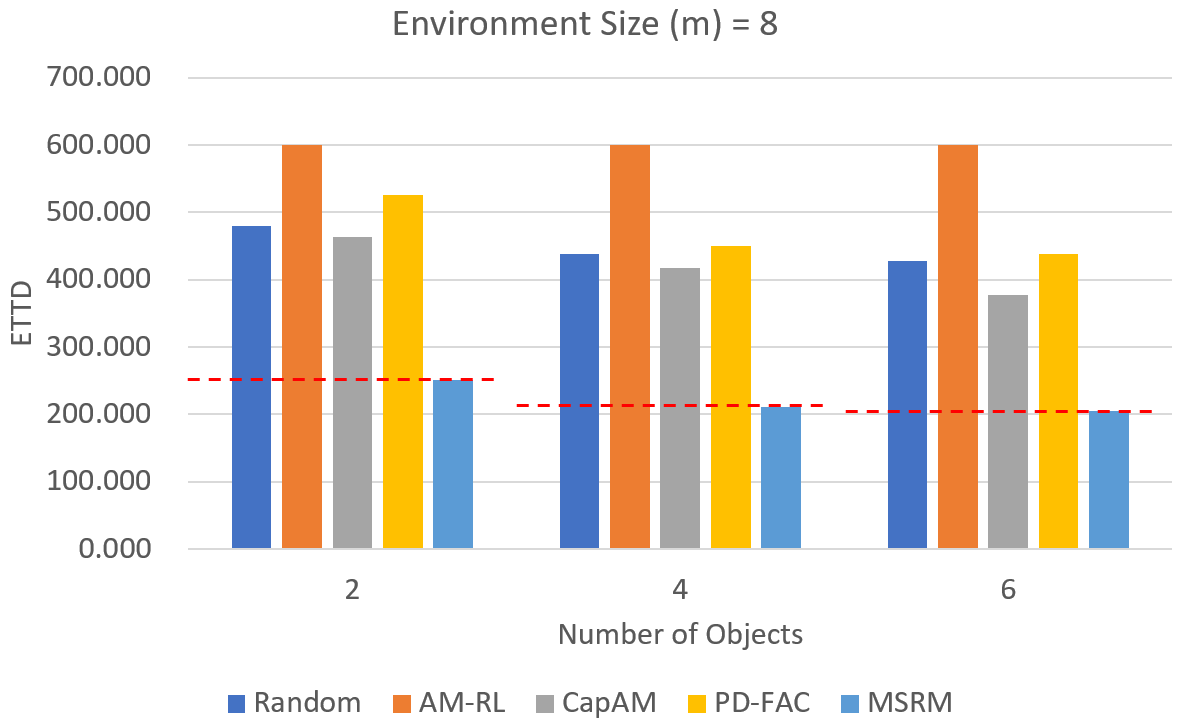 Environment Size (m) = 8
700.000
600.000
500.000
400.000
300.000
200.000
100.000
0.000
ETTD
2 4 6
Number of Objects
Random AM-RL CapAM PD-FAC MSRM